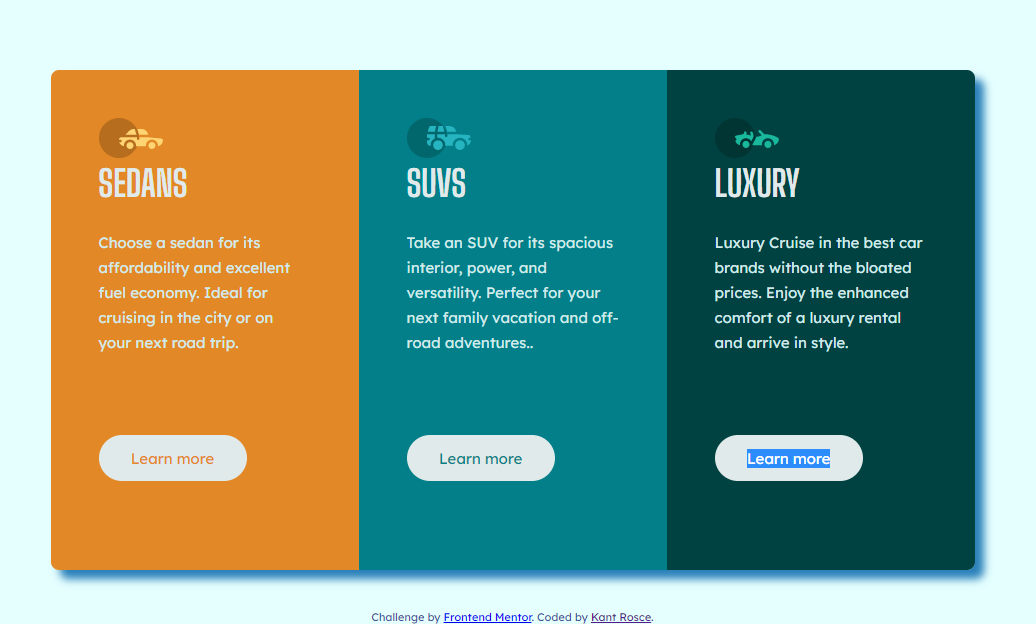 SEDANS
Choose a sedan for its
affordability and excellent
fuel economy. Ideal for
cruising in the city or on
your next road trip.
Learn more
SUVS
Take an SUV for its spacious
interior, power, and
versatility. Perfect for your
next family vacation and off-
road adventures..
Learn more
LUXURY
Luxury Cruise in the best car
brands without the bloated
prices. Enjoy the enhanced
comfort of a luxury rental
and arrive in style.
Learn more
Challenge by Frontend Mentor. Coded by Kant Rosce.